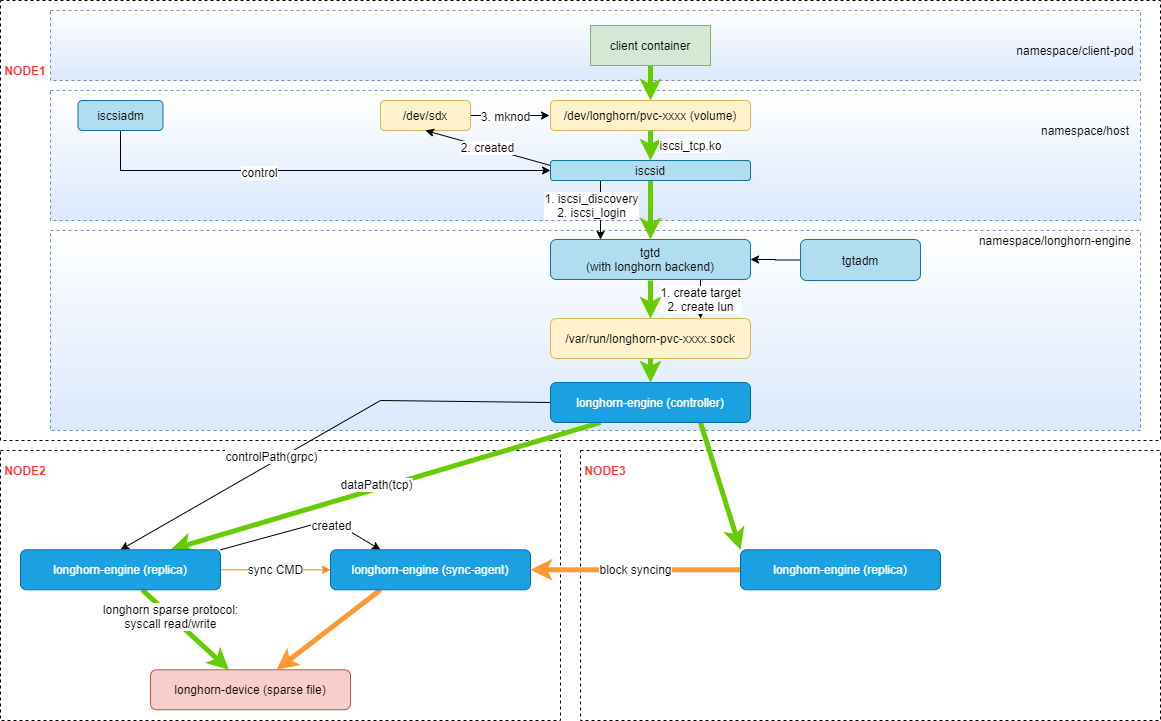 client container
namespace/client-pod
NODE1
iscsiadm
/dev/sdx
3. mknod
/dev/longhorn/pvc-xxxx (volume)
namespace/host
2. created
iscsi_tcp.ko
control
iscsid
1. iscsi_discovery
2. iscsi_login
namespace/longhorn-engine
tgtd
(with longhorn backend)
tgtadm
1. create target
2. create lun
/var/run/longhorn-pvc-xxxx.sock
longhorn-engine (controller)
controlPath(grpc)
NODE2
NODE3
dataPath(tcp)
created
longhorn-engine (replica)
sync CMD
longhorn-engine (sync-agent)
block syncing
longhorn-engine (replica)
longhorn sparse protocol:
syscall read/write
longhorn-device (sparse file)